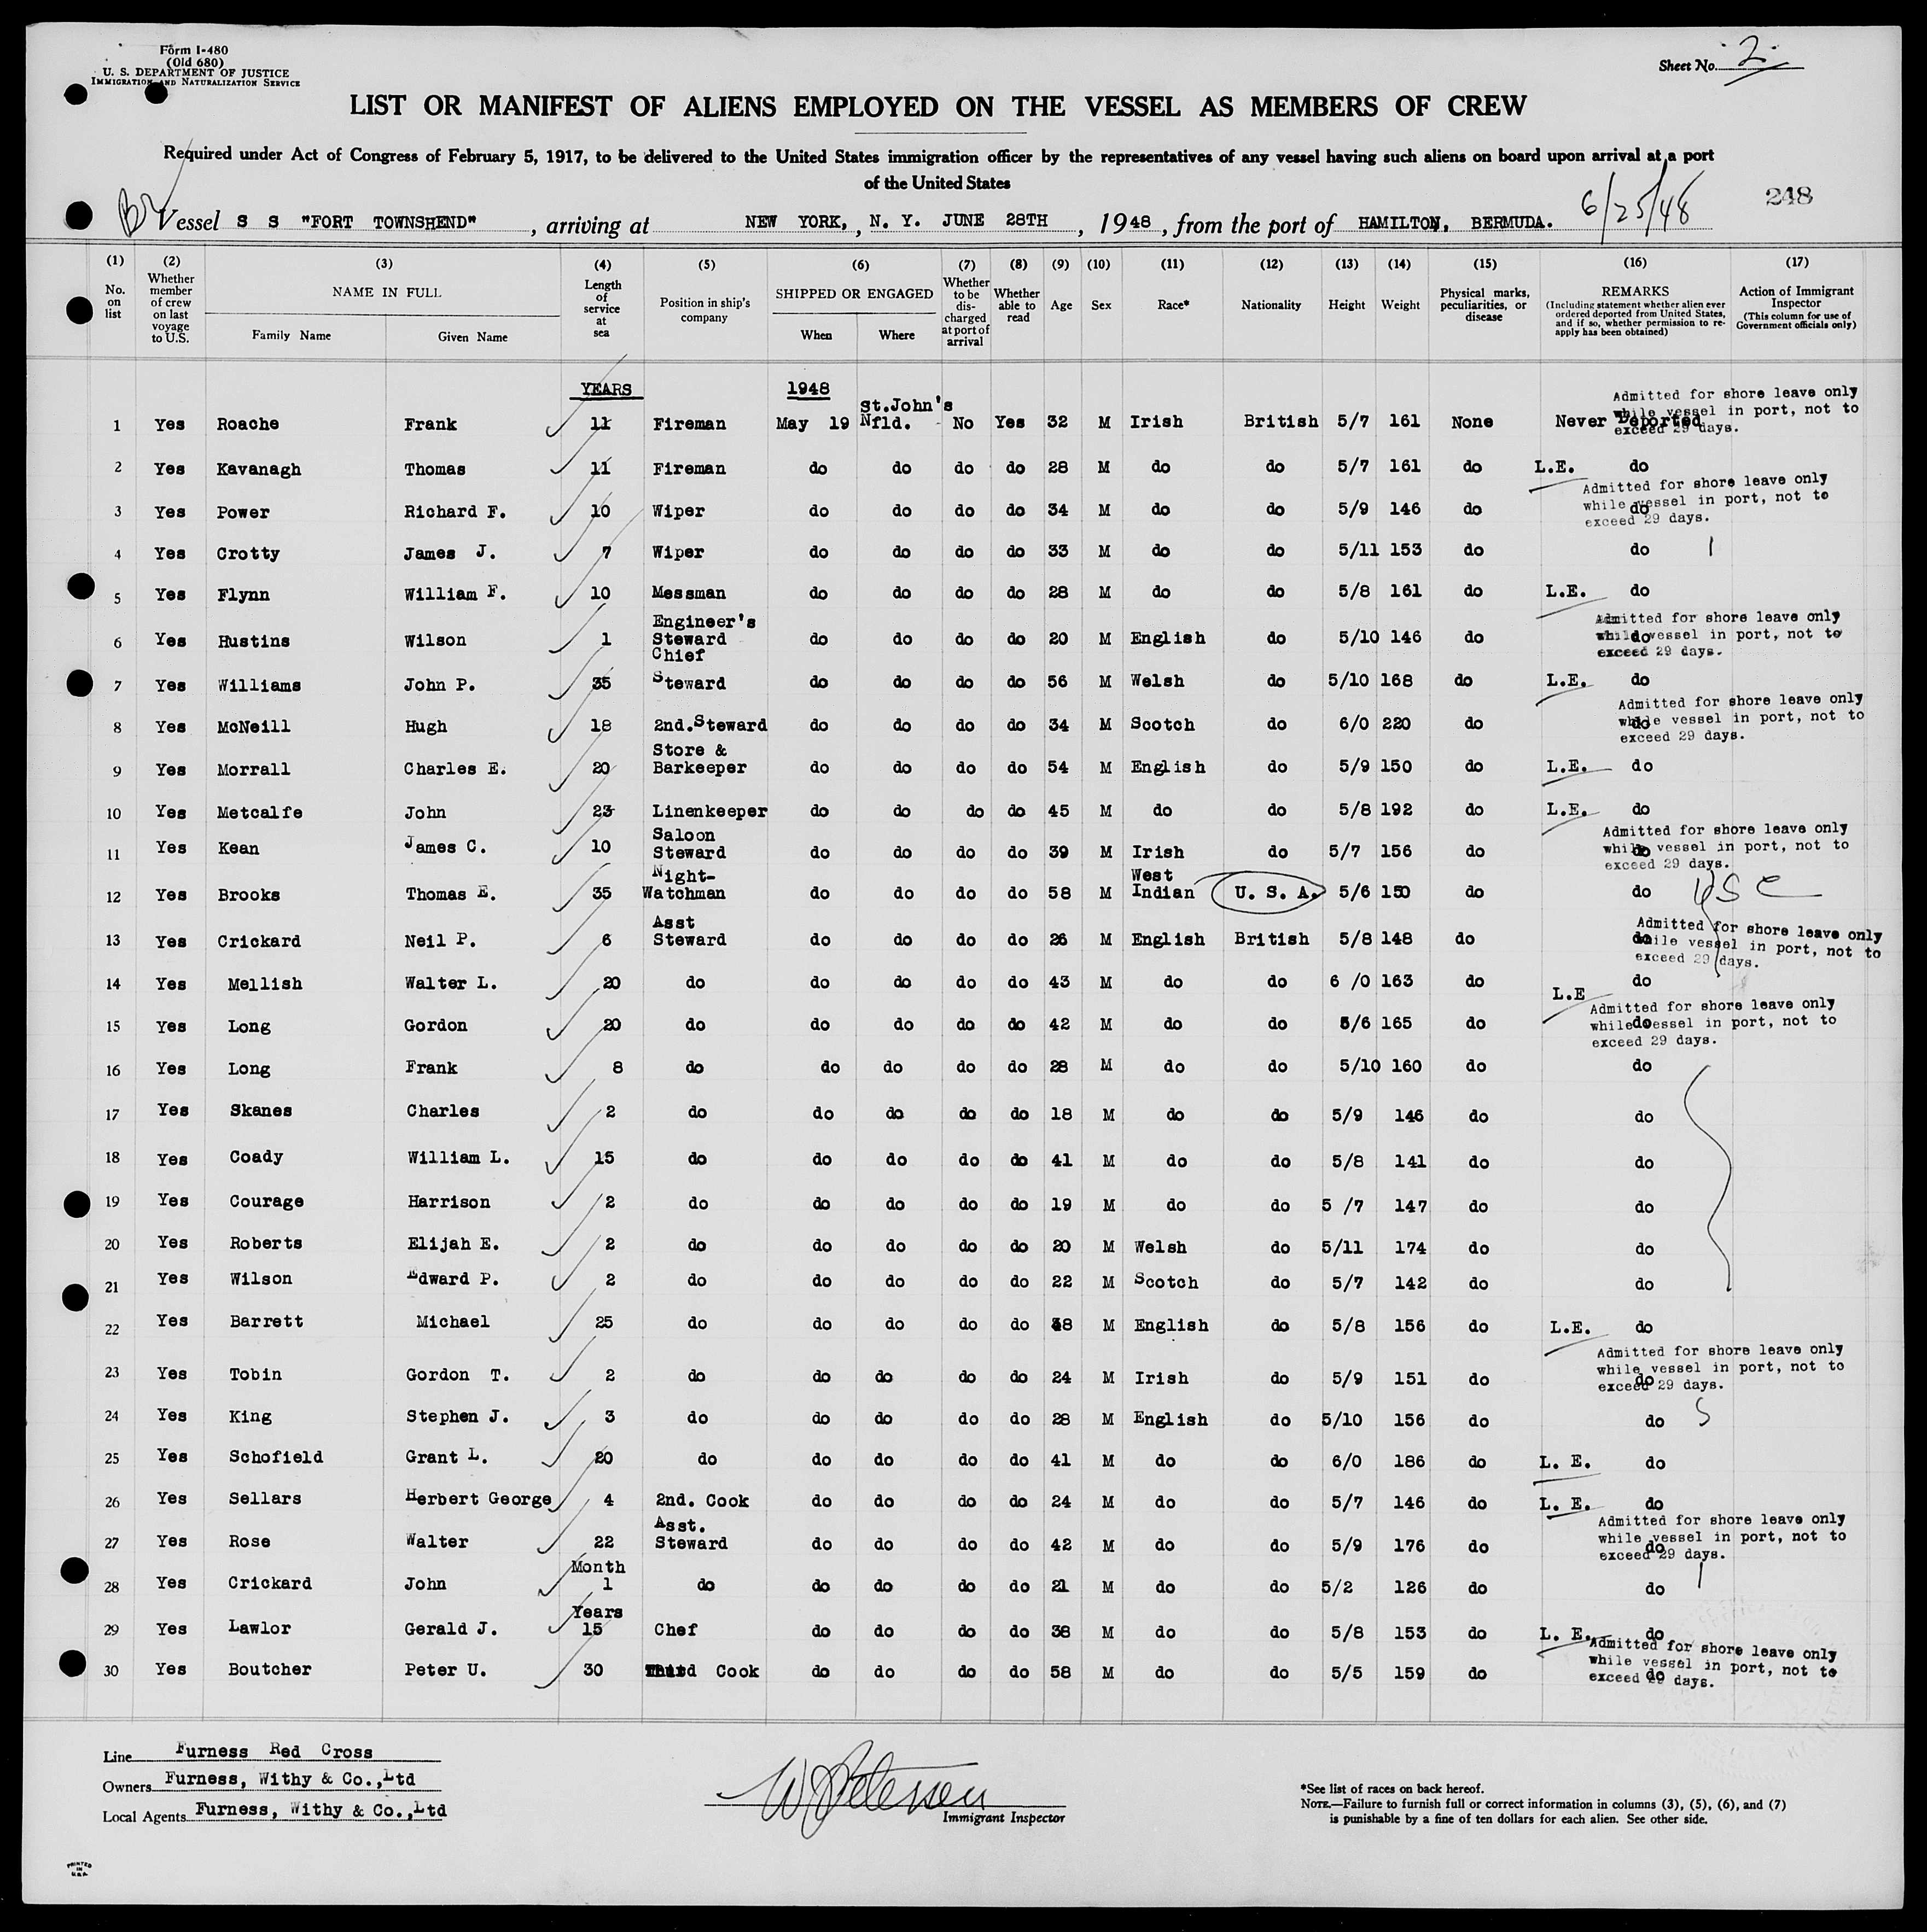 Form I-480
(Old 680)
U. S. DEPARTMENT OF JUSTICE
IMMIGRATION AND NATURALIZATION SERVICE
Sheet No. 2
LIST OR MANIFEST OF ALIENS EMPLOYED ON THE VESSEL AS MEMBERS OF CREW
Required under Act of Congress of February 5, 1917, to be delivered to the United States immigration officer by the representatives of any vessel having such aliens on board upon arrival at a port
of the United States
Br Vessel S S "FORT TOWNSHEND", arriving at NEW YORK, N. Y. JUNE 28TH, 1948, from the port of HAMILTON, BERMUDA. 6/25/48 248
(1) (2) (3) (4) (5) (6) (7) (8) (9) (10) (11) (12) (13) (14) (15) (16) (17)
No. on list Whether member of crew on last voyage to U.S. NAME IN FULL Family Name Given Name Length of service at sea Position in ship's company SHIPPED OR ENGAGED When Where Whether to be discharged at port of arrival Whether able to read Age Sex Race* Nationality Height Weight Physical marks, peculiarities, or disease REMARKS (Including statement whether alien ever ordered deported from United States, and if so, whether permission to re-apply has been obtained) Action of Immigrant Inspector (This column for use of Government officials only)
YEARS 1948
1 Yes Roache Frank 11 Fireman May 19 St.John's Nfld. No Yes 32 M Irish British 5/7 161 None Never Deported Admitted for shore leave only while vessel in port, not to exceed 29 days.
2 Yes Kavanagh Thomas 11 Fireman do do do do 28 M do do 5/7 161 do L.E. do
3 Yes Power Richard F. 10 Wiper do do do do 34 M do do 5/9 146 do do Admitted for shore leave only while vessel in port, not to exceed 29 days.
4 Yes Crotty James J. 7 Wiper do do do do 33 M do do 5/11 153 do do
5 Yes Flynn William F. 10 Messman do do do do 28 M do do 5/8 161 do L.E. do
6 Yes Hustins Wilson 1 Engineer's Steward do do do do 20 M English do 5/10 146 do do Admitted for shore leave only while vessel in port, not to exceed 29 days.
7 Yes Williams John P. 35 Chief Steward do do do do 56 M Welsh do 5/10 168 do L.E. do
8 Yes McNeill Hugh 18 2nd.Steward do do do do 34 M Scotch do 6/0 220 do do Admitted for shore leave only while vessel in port, not to exceed 29 days.
9 Yes Morrall Charles E. 20 Store & Barkeeper do do do do 54 M English do 5/9 150 do L.E. do
10 Yes Metcalfe John 23 Linenkeeper do do do do 45 M do do 5/8 192 do L.E. do
11 Yes Kean James C. 10 Saloon Steward do do do do 39 M Irish do 5/7 156 do do Admitted for shore leave only while vessel in port, not to exceed 29 days.
12 Yes Brooks Thomas E. 35 Night-Watchman do do do do 58 M West Indian U. S. A. 5/6 150 do do USC
13 Yes Crickard Neil P. 6 Asst Steward do do do do 26 M English British 5/8 148 do do Admitted for shore leave only while vessel in port, not to exceed 29 days.
14 Yes Mellish Walter L. 20 do do do do do 43 M do do 6 /0 163 do L.E do
15 Yes Long Gordon 20 do do do do do 42 M do do 5/6 165 do do Admitted for shore leave only while vessel in port, not to exceed 29 days.
16 Yes Long Frank 8 do do do do do 28 M do do 5/10 160 do do
17 Yes Skanes Charles 2 do do do do do 18 M do do 5/9 146 do do
18 Yes Coady William L. 15 do do do do do 41 M do do 5/8 141 do do
19 Yes Courage Harrison 2 do do do do do 19 M do do 5 /7 147 do do
20 Yes Roberts Elijah E. 2 do do do do do 20 M Welsh do 5/11 174 do do
21 Yes Wilson Edward P. 2 do do do do do 22 M Scotch do 5/7 142 do do
22 Yes Barrett Michael 25 do do do do do 38 M English do 5/8 156 do L.E. do
23 Yes Tobin Gordon T. 2 do do do do do 24 M Irish do 5/9 151 do do Admitted for shore leave only while vessel in port, not to exceed 29 days.
24 Yes King Stephen J. 3 do do do do do 28 M English do 5/10 156 do do
25 Yes Schofield Grant L. 20 do do do do do 41 M do do 6/0 186 do L. E. do
26 Yes Sellars Herbert George 4 2nd. Cook do do do do 24 M do do 5/7 146 do L. E. do
27 Yes Rose Walter 22 Asst. Steward do do do do 42 M do do 5/9 176 do do Admitted for shore leave only while vessel in port, not to exceed 29 days.
28 Yes Crickard John Month 1 do do do do do 21 M do do 5/2 126 do do
29 Yes Lawlor Gerald J. Years 15 Chef do do do do 38 M do do 5/8 153 do L. E. do
30 Yes Boutcher Peter U. 30 Third Cook do do do do 58 M do do 5/5 159 do do Admitted for shore leave only while vessel in port, not to exceed 29 days.
Line Furness Red Cross
Owners Furness, Withy & Co.,Ltd
Local Agents Furness, Withy & Co.,Ltd
W Petersen
Immigrant Inspector
*See list of races on back hereof.
NOTE.—Failure to furnish full or correct information in columns (3), (5), (6), and (7)
is punishable by a fine of ten dollars for each alien. See other side.
PRINTED
IN
U.S.A.